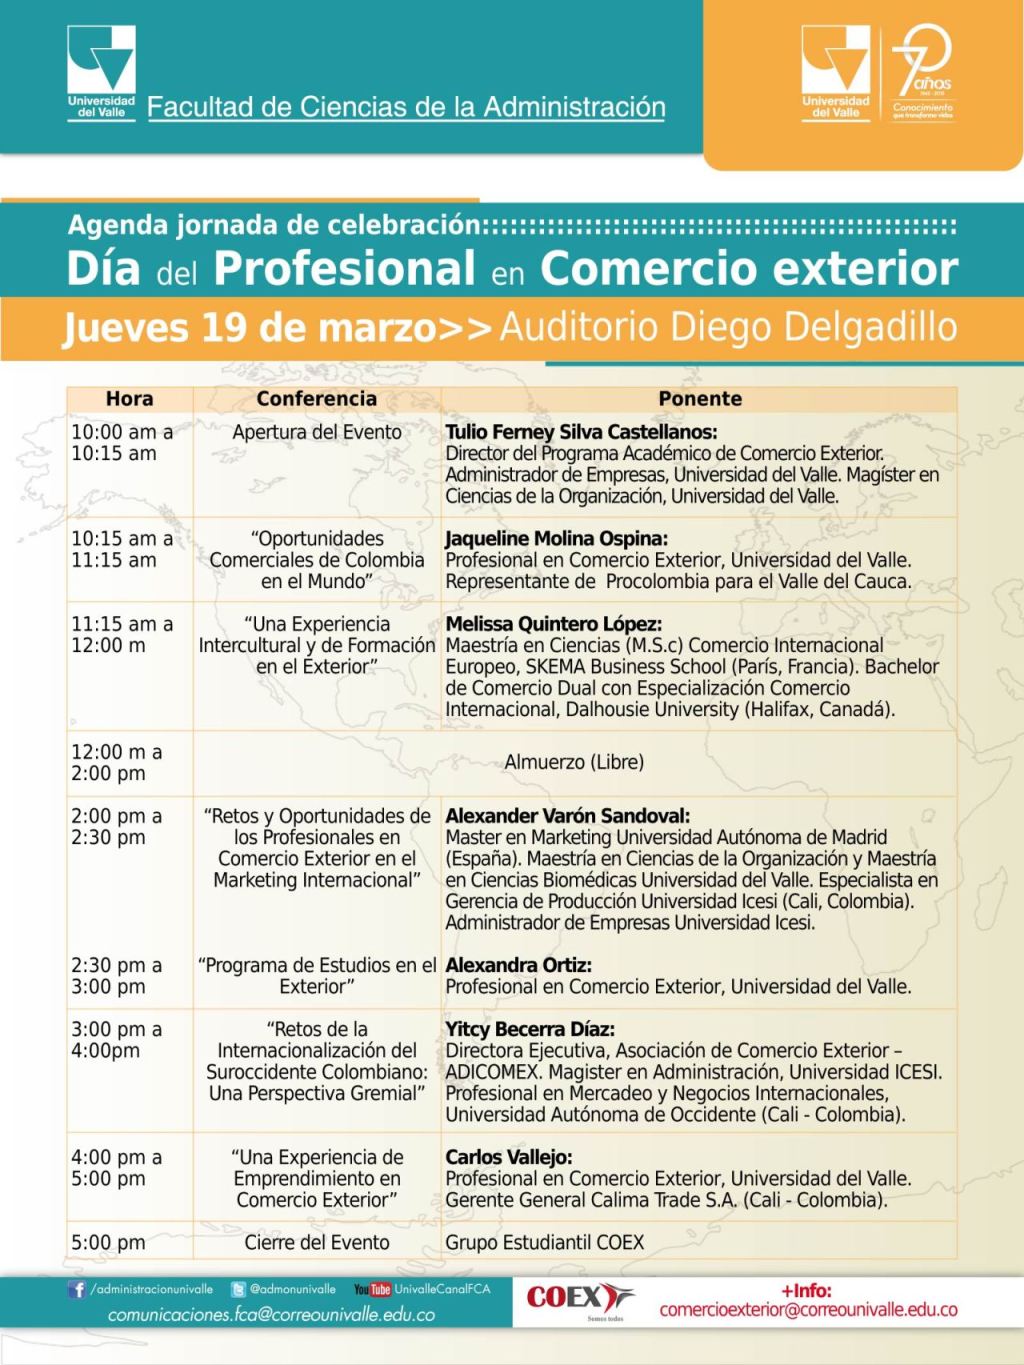 Universidad
del Valle
Facultad de Ciencias de la Administración
Universidad
del Valle
70 años
1945 - 2015
Conocimiento
que transforma vidas
Agenda jornada de celebración:::::::::::::::::::::::::::::::::::::::::::::::::
Día del Profesional en Comercio exterior
Jueves 19 de marzo>> Auditorio Diego Delgadillo
Hora Conferencia Ponente
10:00 am a
10:15 am
Apertura del Evento
Tulio Ferney Silva Castellanos:
Director del Programa Académico de Comercio Exterior.
Administrador de Empresas, Universidad del Valle. Magíster en
Ciencias de la Organización, Universidad del Valle.
10:15 am a
11:15 am
“Oportunidades
Comerciales de Colombia
en el Mundo”
Jaqueline Molina Ospina:
Profesional en Comercio Exterior, Universidad del Valle.
Representante de Procolombia para el Valle del Cauca.
11:15 am a
12:00 m
“Una Experiencia
Intercultural y de Formación
en el Exterior”
Melissa Quintero López:
Maestría en Ciencias (M.S.c) Comercio Internacional
Europeo, SKEMA Business School (París, Francia). Bachelor
de Comercio Dual con Especialización Comercio
Internacional, Dalhousie University (Halifax, Canadá).
12:00 m a
2:00 pm
Almuerzo (Libre)
2:00 pm a
2:30 pm
“Retos y Oportunidades de
los Profesionales en
Comercio Exterior en el
Marketing Internacional”
Alexander Varón Sandoval:
Master en Marketing Universidad Autónoma de Madrid
(España). Maestría en Ciencias de la Organización y Maestría
en Ciencias Biomédicas Universidad del Valle. Especialista en
Gerencia de Producción Universidad Icesi (Cali, Colombia).
Administrador de Empresas Universidad Icesi.
2:30 pm a
3:00 pm
“Programa de Estudios en el
Exterior”
Alexandra Ortiz:
Profesional en Comercio Exterior, Universidad del Valle.
3:00 pm a
4:00pm
“Retos de la
Internacionalización del
Suroccidente Colombiano:
Una Perspectiva Gremial”
Yitcy Becerra Díaz:
Directora Ejecutiva, Asociación de Comercio Exterior –
ADICOMEX. Magister en Administración, Universidad ICESI.
Profesional en Mercadeo y Negocios Internacionales,
Universidad Autónoma de Occidente (Cali - Colombia).
4:00 pm a
5:00 pm
“Una Experiencia de
Emprendimiento en
Comercio Exterior”
Carlos Vallejo:
Profesional en Comercio Exterior, Universidad del Valle.
Gerente General Calima Trade S.A. (Cali - Colombia).
5:00 pm
Cierre del Evento
Grupo Estudiantil COEX
f /administracionunivalle @admonunivalle YouTube UnivalleCanalFCA
comunicaciones.fca@correounivalle.edu.co
COEX
Somos todos
+Info:
comercioexterior@correounivalle.edu.co